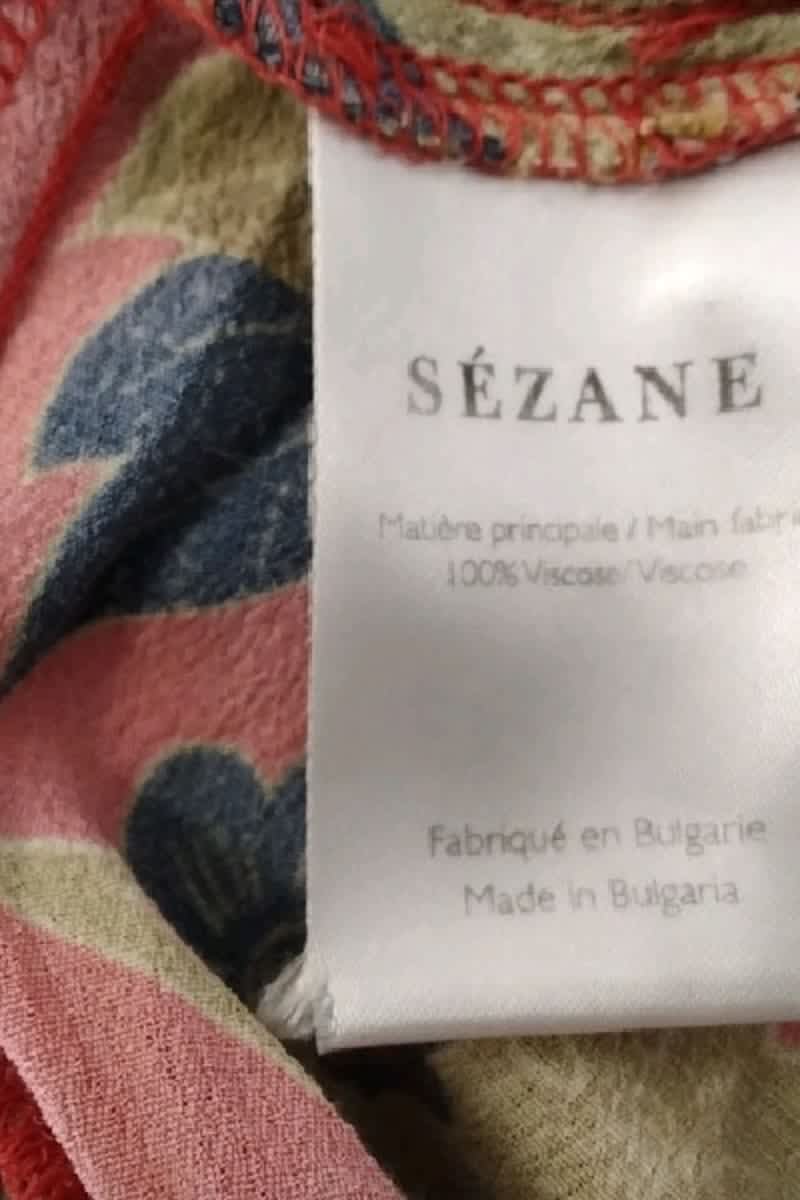 SÉZANE
Matière principale / Main fabri
100% Viscose/Viscose
Fabriqué en Bulgarie
Made in Bulgaria